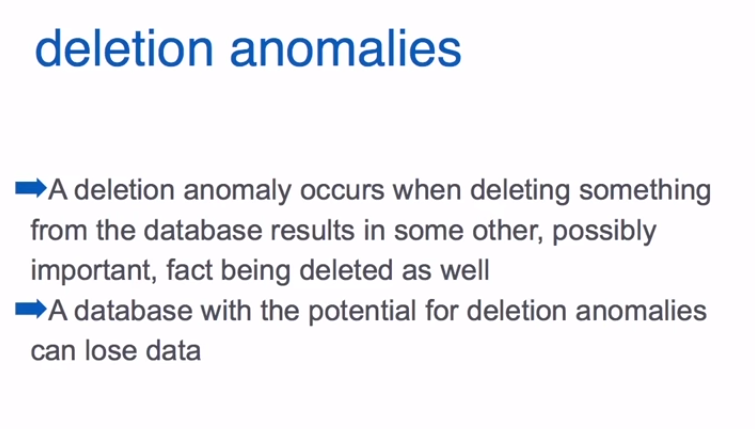 deletion anomalies
➡A deletion anomaly occurs when deleting something
from the database results in some other, possibly
important, fact being deleted as well
➡A database with the potential for deletion anomalies
can lose data